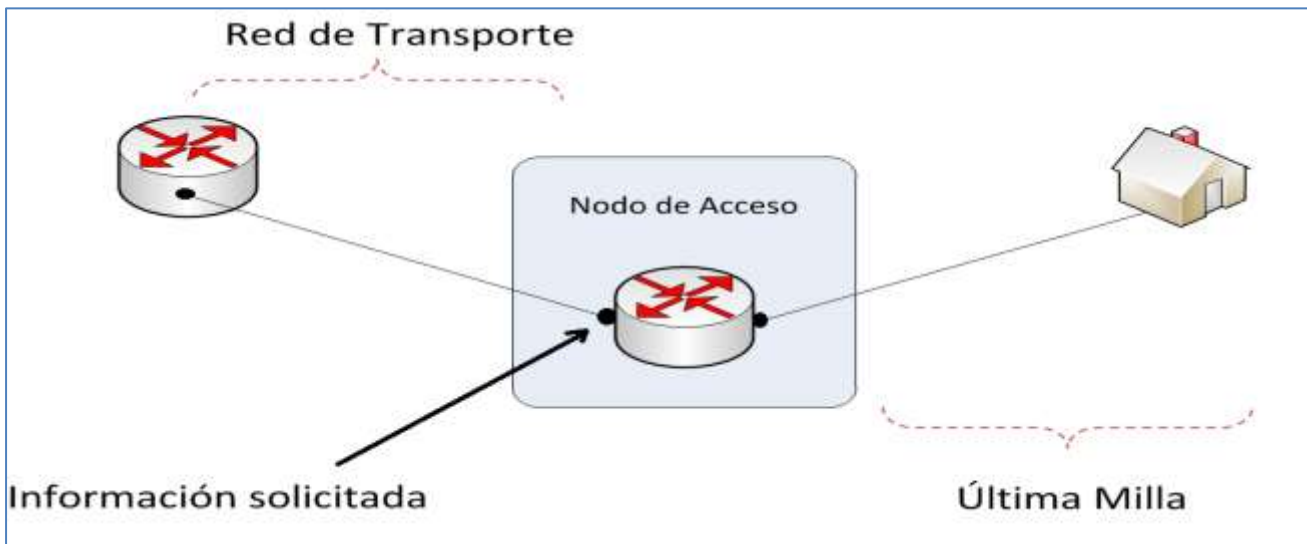 Red de Transporte
Nodo de Acceso
Información solicitada
Última Milla